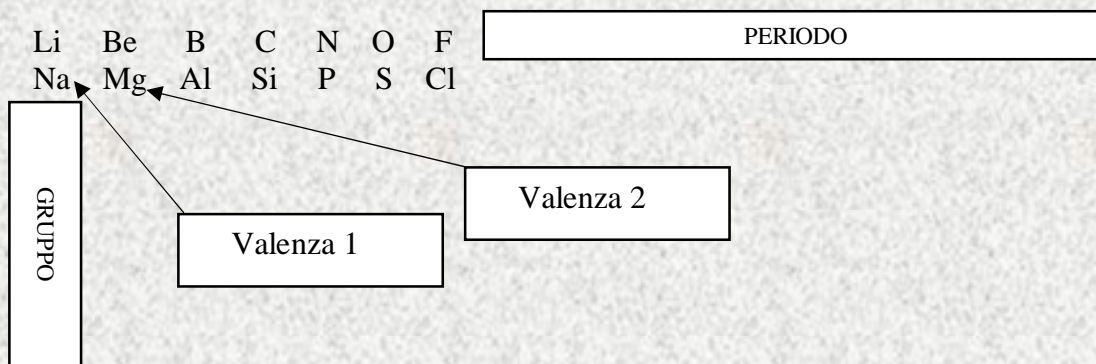 Li Be B C N O F PERIODO
Na Mg Al Si P S Cl
GRUPPO
Valenza 2
Valenza 1